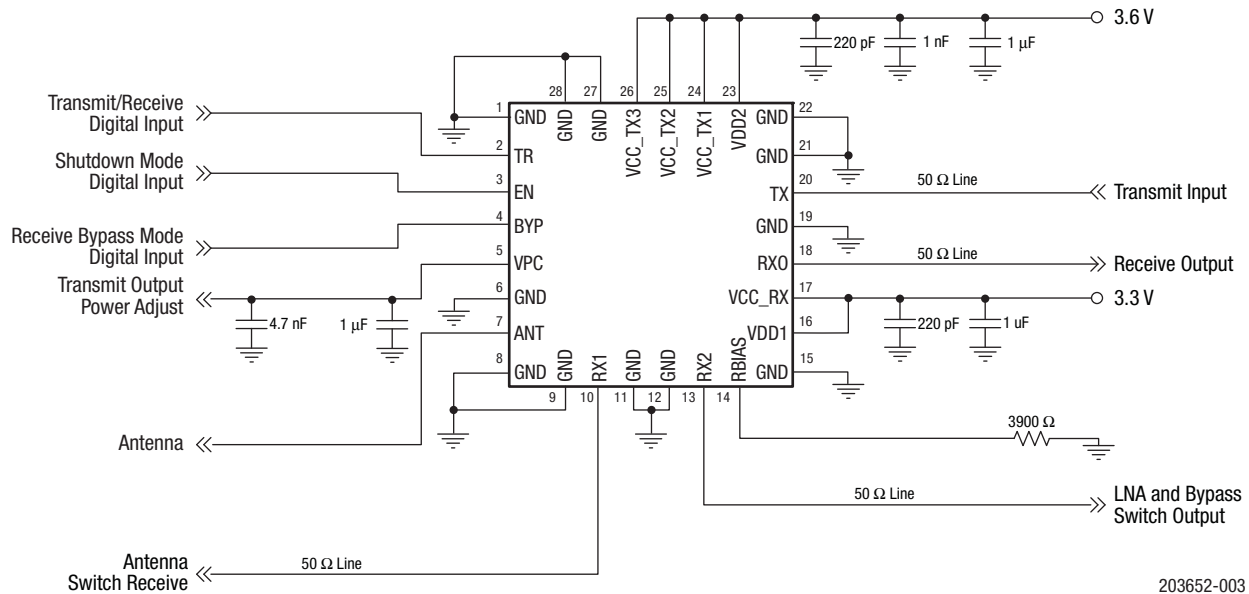 3.6 V
220 pF
1 nF
1 μF
28
27
26
25
24
23
GND
GND
VCC_TX3
VCC_TX2
VCC_TX1
VDD2
Transmit/Receive
Digital Input
Shutdown Mode
Digital Input
Receive Bypass Mode
Digital Input
Transmit Output
Power Adjust
4.7 nF
1 μF
Antenna
Antenna
Switch Receive
50 Ω Line
1
GND
2
TR
3
EN
4
BYP
5
VPC
6
GND
7
ANT
8
GND
22
GND
21
GND
20
TX
50 Ω Line
Transmit Input
19
GND
18
RXO
50 Ω Line
Receive Output
17
VCC_RX
3.3 V
16
VDD1
220 pF
1 uF
15
GND
GND
RX1
GND
GND
RX2
RBIAS
9
10
11
12
13
14
3900 Ω
50 Ω Line
LNA and Bypass
Switch Output
203652-003